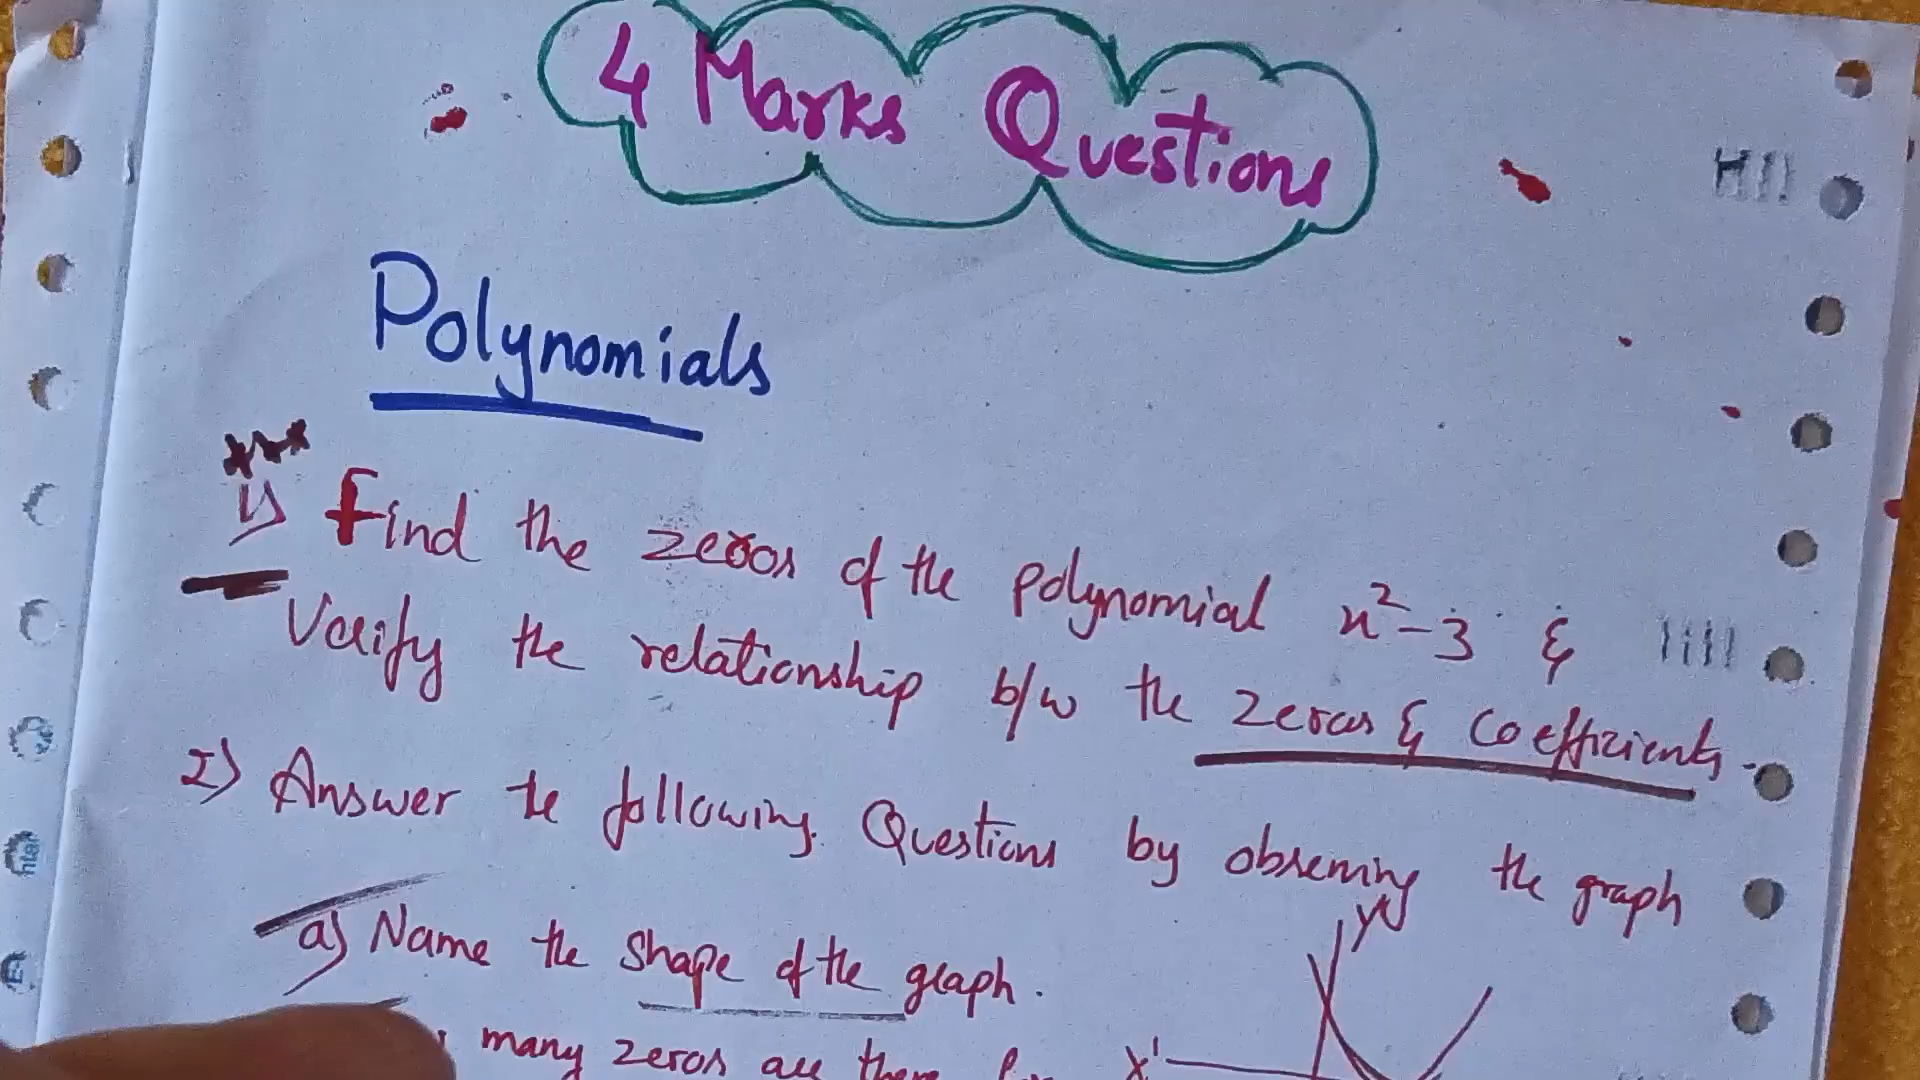 4 Marks Questions
Polynomials
1) Find the zeros of the polynomial x²-3 &
Verify the relationship b/w the zeros & coefficients.
2) Answer the following Questions by observing the graph
a) Name the shape of the graph.
many zeros are there
y
x'